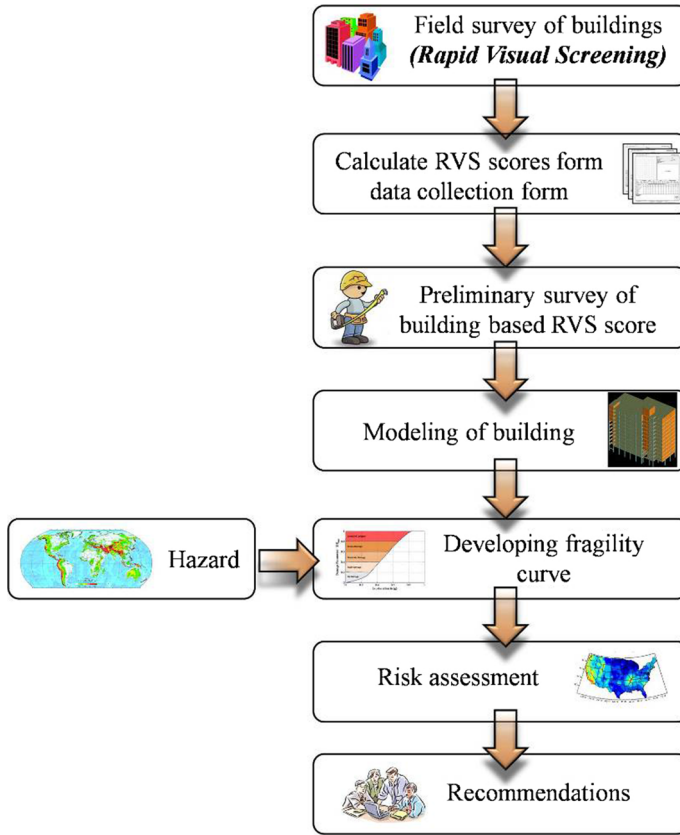 Field survey of buildings
(Rapid Visual Screening)
Calculate RVS scores form
data collection form
Preliminary survey of
building based RVS score
Modeling of building
Hazard
Developing fragility
curve
Risk assessment
Recommendations